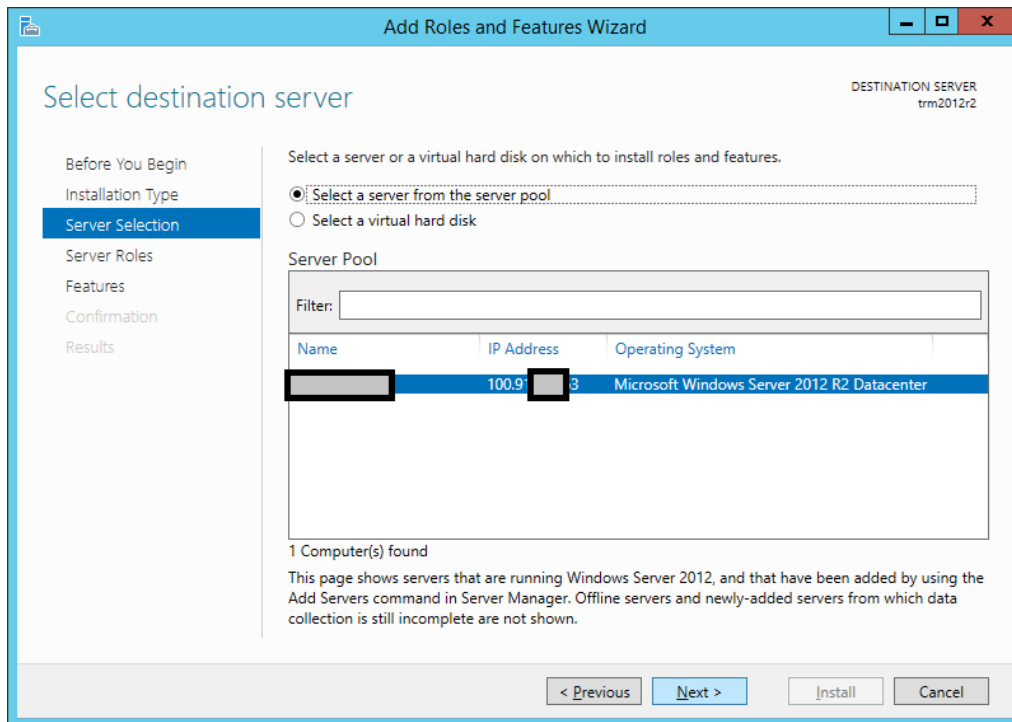 Add Roles and Features Wizard
Select destination server
DESTINATION SERVER
trm2012r2
Before You Begin
Installation Type
Server Selection
Server Roles
Features
Confirmation
Results
Select a server or a virtual hard disk on which to install roles and features.
Select a server from the server pool
Select a virtual hard disk
Server Pool
Filter:
Name IP Address Operating System
100.91 3 Microsoft Windows Server 2012 R2 Datacenter
1 Computer(s) found
This page shows servers that are running Windows Server 2012, and that have been added by using the
Add Servers command in Server Manager. Offline servers and newly-added servers from which data
collection is still incomplete are not shown.
< Previous Next > Install Cancel